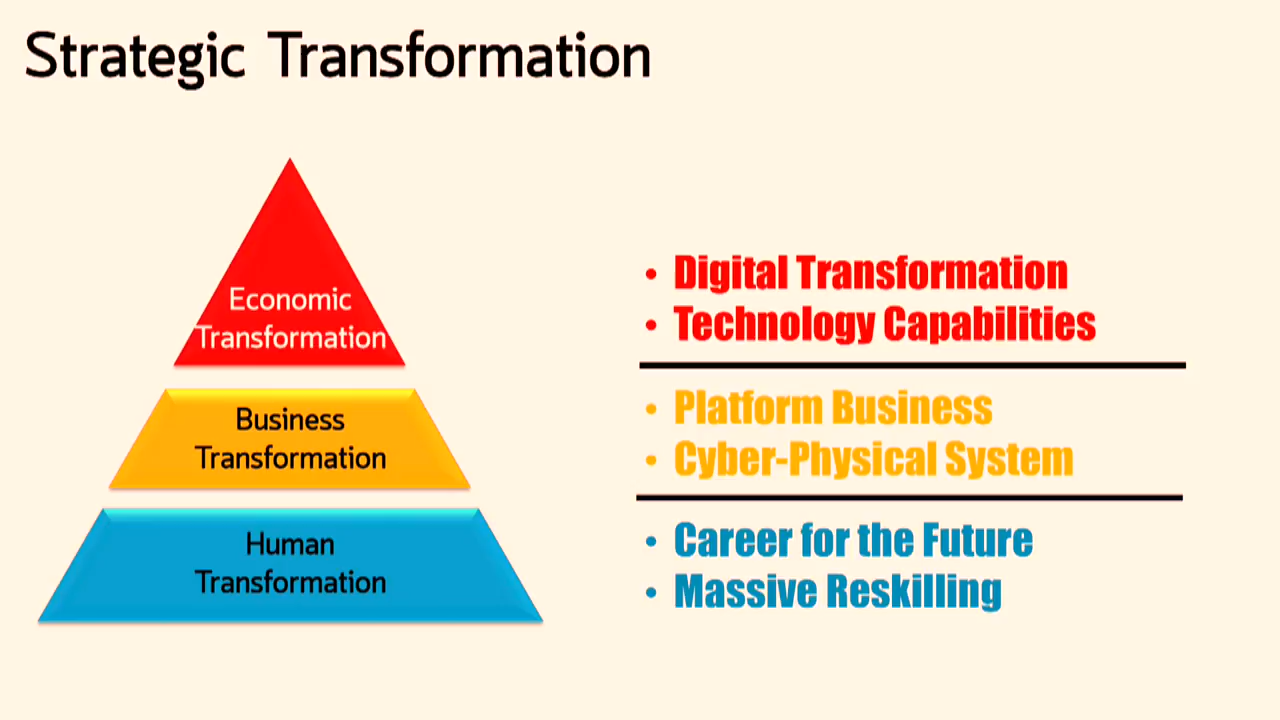 Strategic Transformation
Economic
Transformation
• Digital Transformation
• Technology Capabilities
Business
Transformation
• Platform Business
• Cyber-Physical System
Human
Transformation
• Career for the Future
• Massive Reskilling